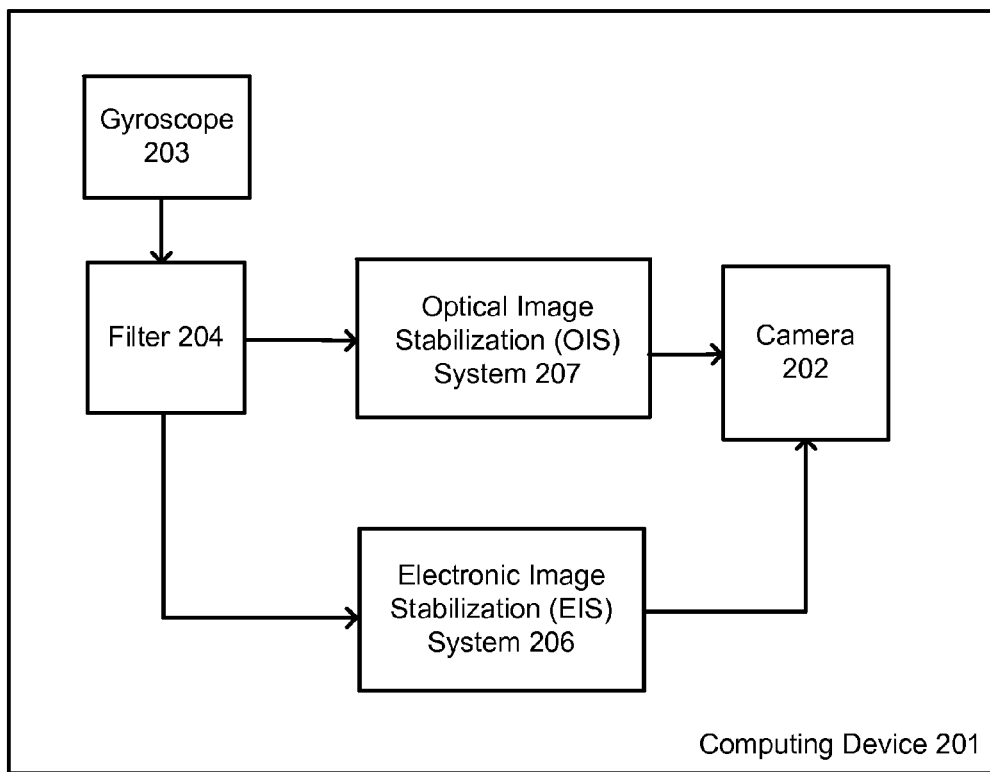 Gyroscope
203
Filter 204
Optical Image
Stabilization (OIS)
System 207
Camera
202
Electronic Image
Stabilization (EIS)
System 206
Computing Device 201